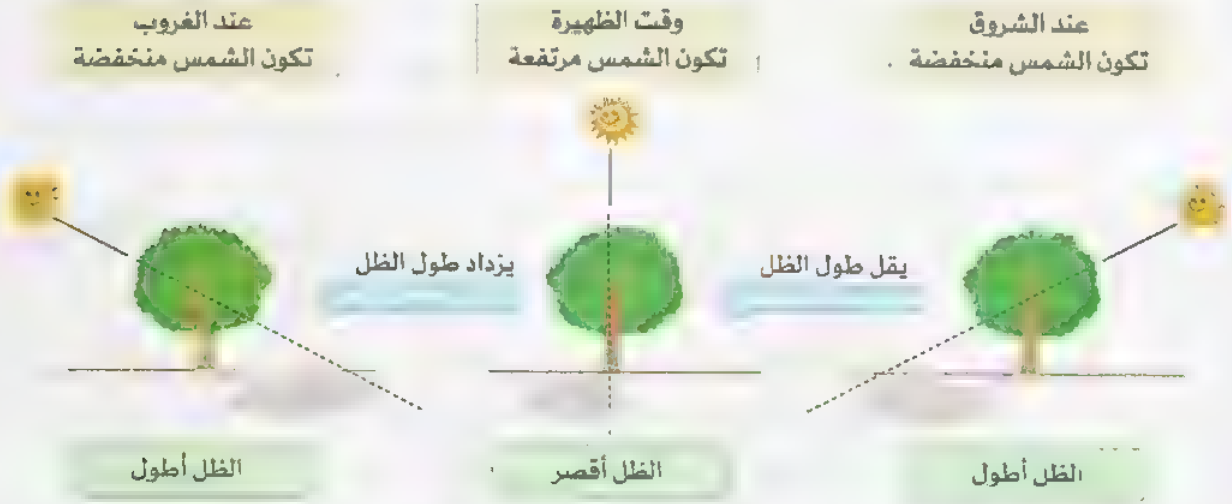 عند الشروق
تكون الشمس منخفضة
وقت الظهيرة
تكون الشمس مرتفعة
عند الغروب
تكون الشمس منخفضة
يقل طول الظل
يزداد طول الظل
الظل أطول
الظل أقصر
الظل أطول